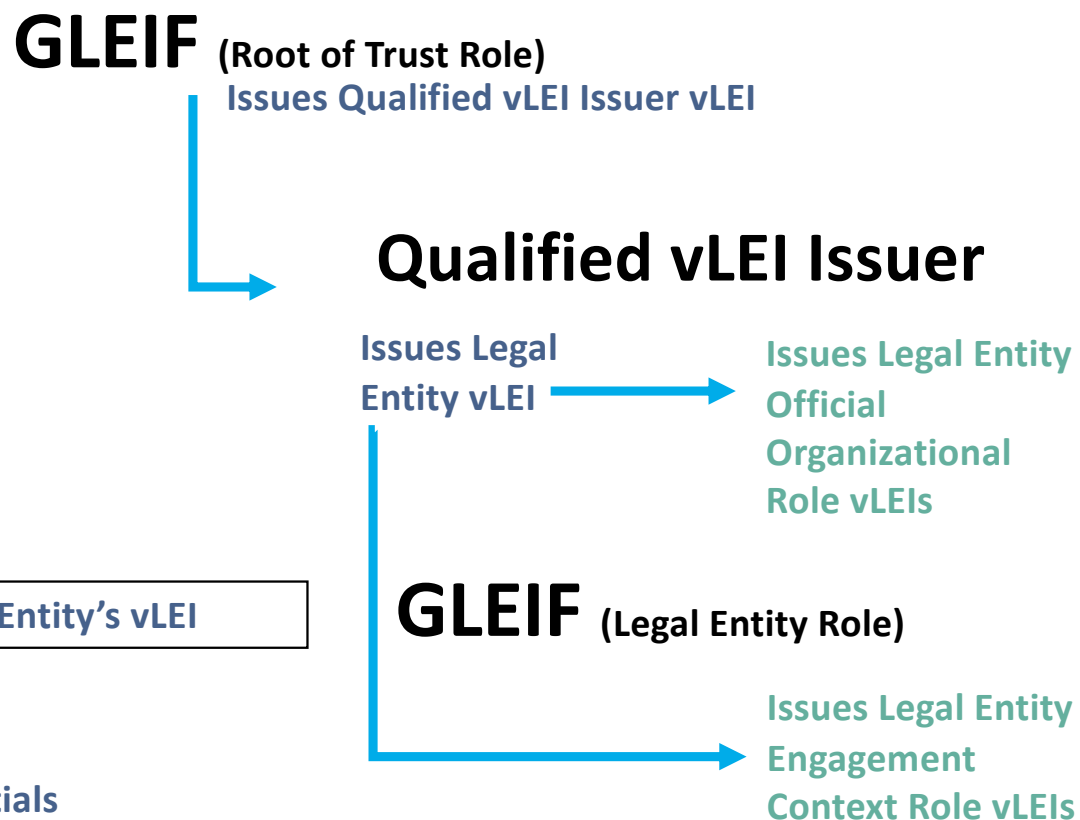 GLEIF (Root of Trust Role)
Issues Qualified vLEI Issuer vLEI
Qualified vLEI Issuer
Issues Legal
Entity vLEI
Issues Legal Entity
Official
Organizational
Role vLEIs
Entity’s vLEI
GLEIF (Legal Entity Role)
Issues Legal Entity
Engagement
Context Role vLEIs